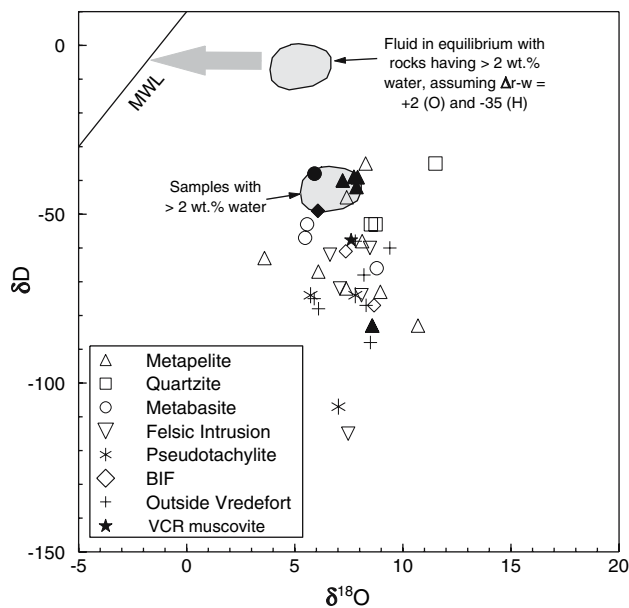 0
-50
-100
-150
-5
0
5
10
15
20
δD
δ18O
MWL
Fluid in equilibrium with
rocks having > 2 wt.%
water, assuming Δr-w =
+2 (O) and -35 (H)
Samples with
> 2 wt.% water
Metapelite
Quartzite
Metabasite
Felsic Intrusion
Pseudotachylite
BIF
Outside Vredefort
VCR muscovite